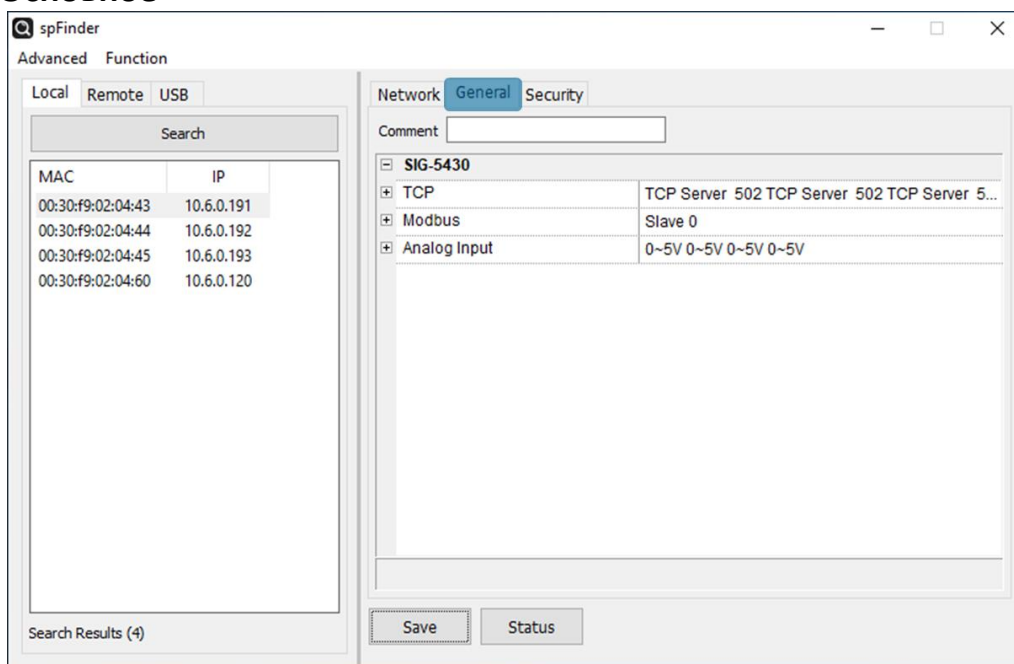 spFinder
Advanced Function
Local Remote USB
Search
MAC IP
00:30:f9:02:04:43 10.6.0.191
00:30:f9:02:04:44 10.6.0.192
00:30:f9:02:04:45 10.6.0.193
00:30:f9:02:04:60 10.6.0.120
Search Results (4)
Network General Security
Comment
SIG-5430
TCP TCP Server 502 TCP Server 502 TCP Server 5...
Modbus Slave 0
Analog Input 0~5V 0~5V 0~5V 0~5V
Save Status